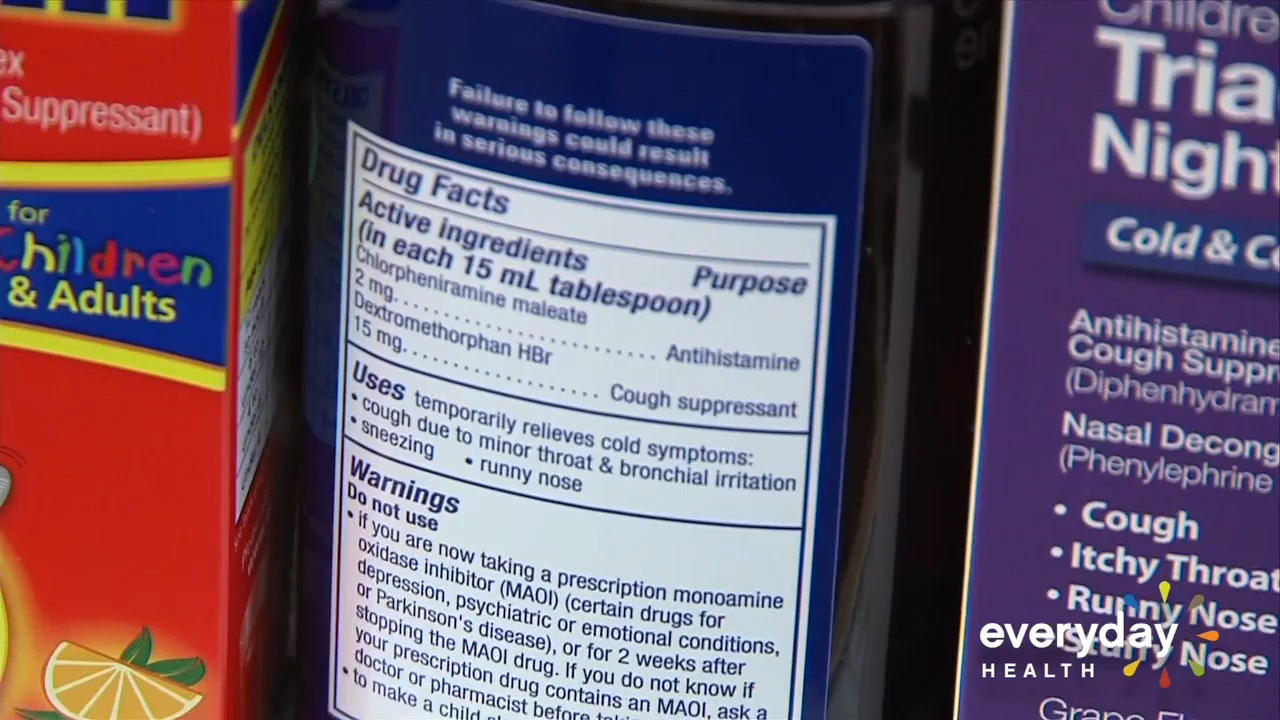 Suppressant)
for
Children
& Adults
Failure to follow these
warnings could result
in serious consequences.
Drug Facts
Active ingredients
(in each 15 mL tablespoon) Purpose
Chlorpheniramine maleate
2 mg. . . . . . . . . . . . . . . . . . . . . . . . Antihistamine
Dextromethorphan HBr
15 mg. . . . . . . . . . . . . . . . . . . Cough suppressant
Uses temporarily relieves cold symptoms:
• cough due to minor throat & bronchial irritation
• sneezing • runny nose
Warnings
Do not use
• if you are now taking a prescription monoamine
oxidase inhibitor (MAOI) (certain drugs for
depression, psychiatric or emotional conditions,
or Parkinson's disease), or for 2 weeks after
stopping the MAOI drug. If you do not know if
your prescription drug contains an MAOI, ask a
doctor or pharmacist before
• to make a child
Tria
Night
Cold & Co
Antihistamine
Cough Suppr
(Diphenhydram
Nasal Decong
(Phenylephrine
• Cough
• Itchy Throat
• Runny Nose
Stuffy Nose
Grape
everyday
HEALTH